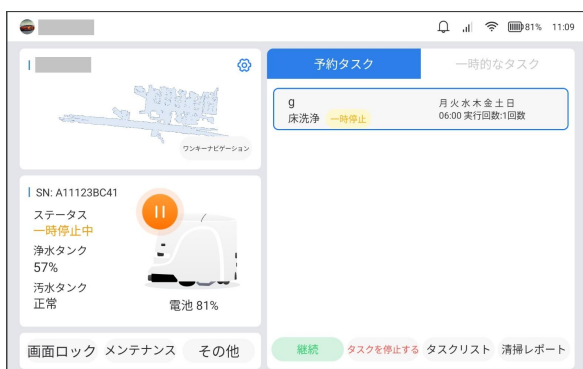 81% 11:09
ワンキーナビゲーション
SN: A11123BC41
ステータス
一時停止中
浄水タンク
57%
汚水タンク
正常
電池 81%
画面ロック メンテナンス その他
予約タスク 一時的なタスク
g
床洗浄 一時停止
月火水木金土日
06:00 実行回数:1回数
継続 タスクを停止する タスクリスト 清掃レポート